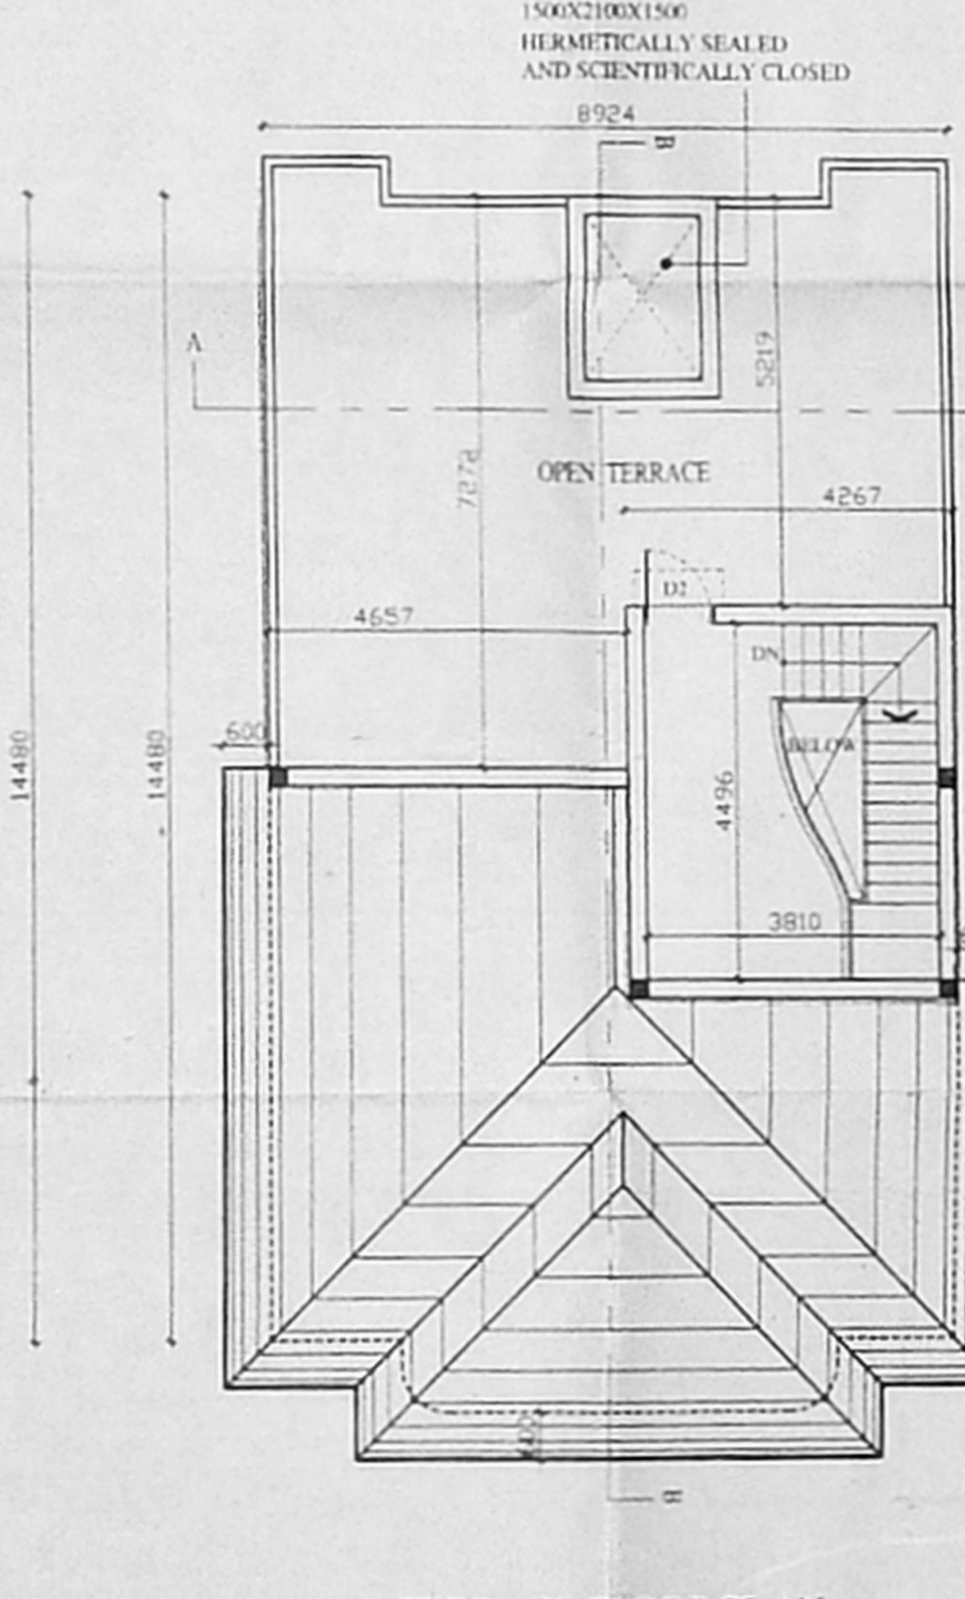 1500X2100X1500
HERMETICALLY SEALED
AND SCIENTIFICALLY CLOSED
8924
B
A
5219
7272
OPEN TERRACE
4267
D2
4657
DN
600
BELOW
14480
14480
4496
3810
600
B